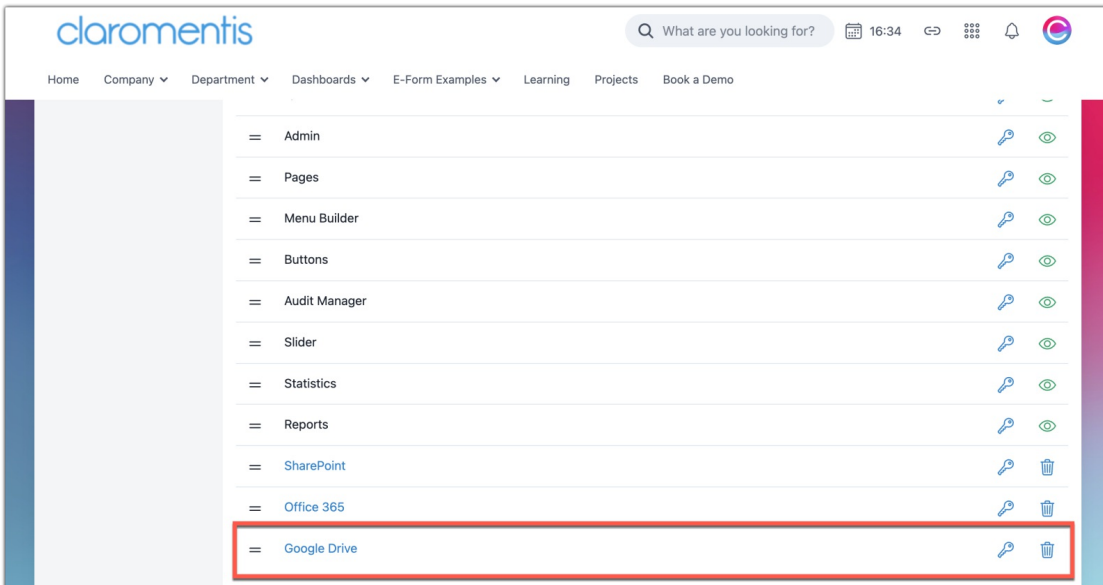 claromentis
What are you looking for? 16:34
Home Company Department Dashboards E-Form Examples Learning Projects Book a Demo
Admin
Pages
Menu Builder
Buttons
Audit Manager
Slider
Statistics
Reports
SharePoint
Office 365
Google Drive